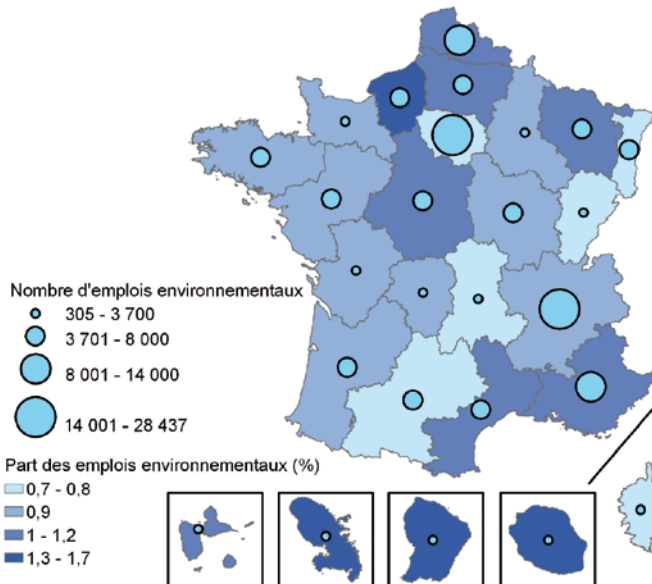 Nombre d'emplois environnementaux
305 - 3 700
3 701 - 8 000
8 001 - 14 000
14 001 - 28 437
Part des emplois environnementaux (%)
0,7 - 0,8
0,9
1 - 1,2
1,3 - 1,7